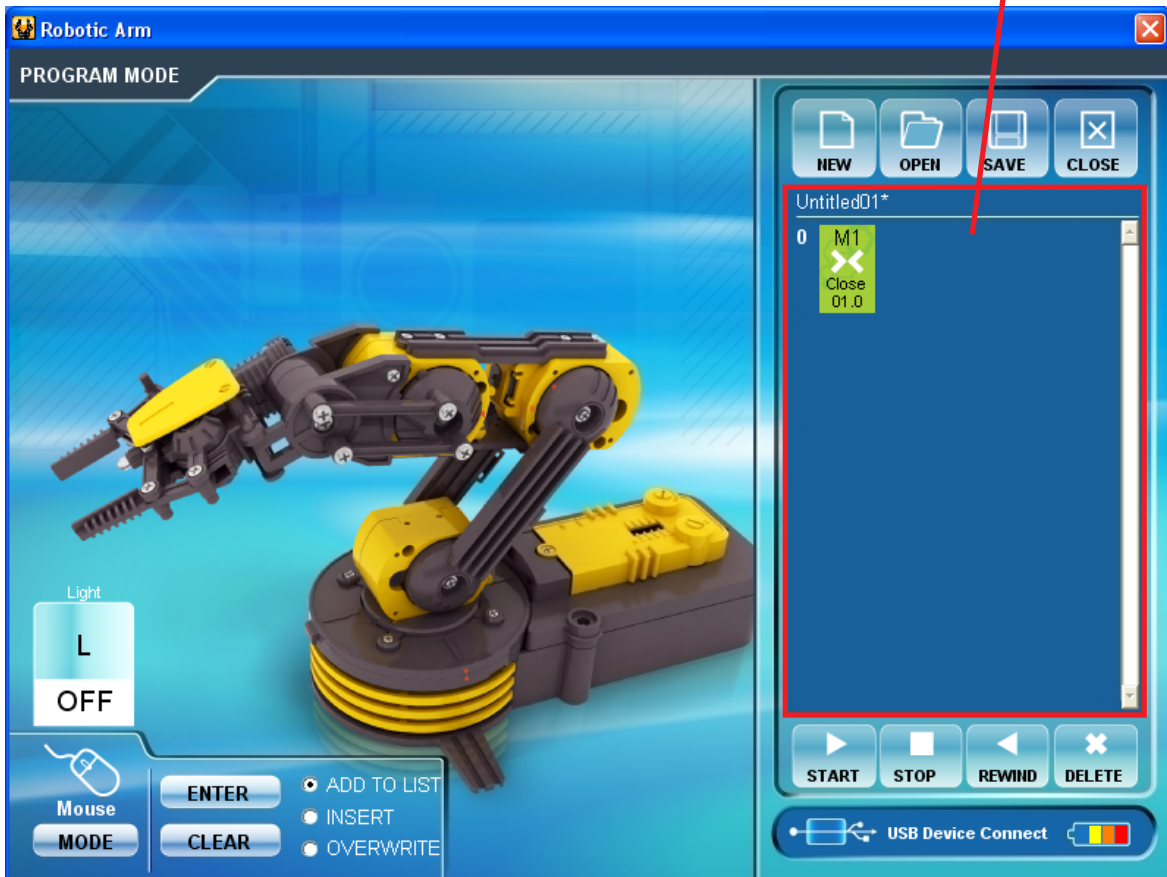 Robotic Arm
PROGRAM MODE
NEW OPEN SAVE CLOSE
Untitled01*
0 M1
Close
01.0
Light
L
OFF
START STOP REWIND DELETE
Mouse
MODE
ENTER
CLEAR
ADD TO LIST
INSERT
OVERWRITE
USB Device Connect